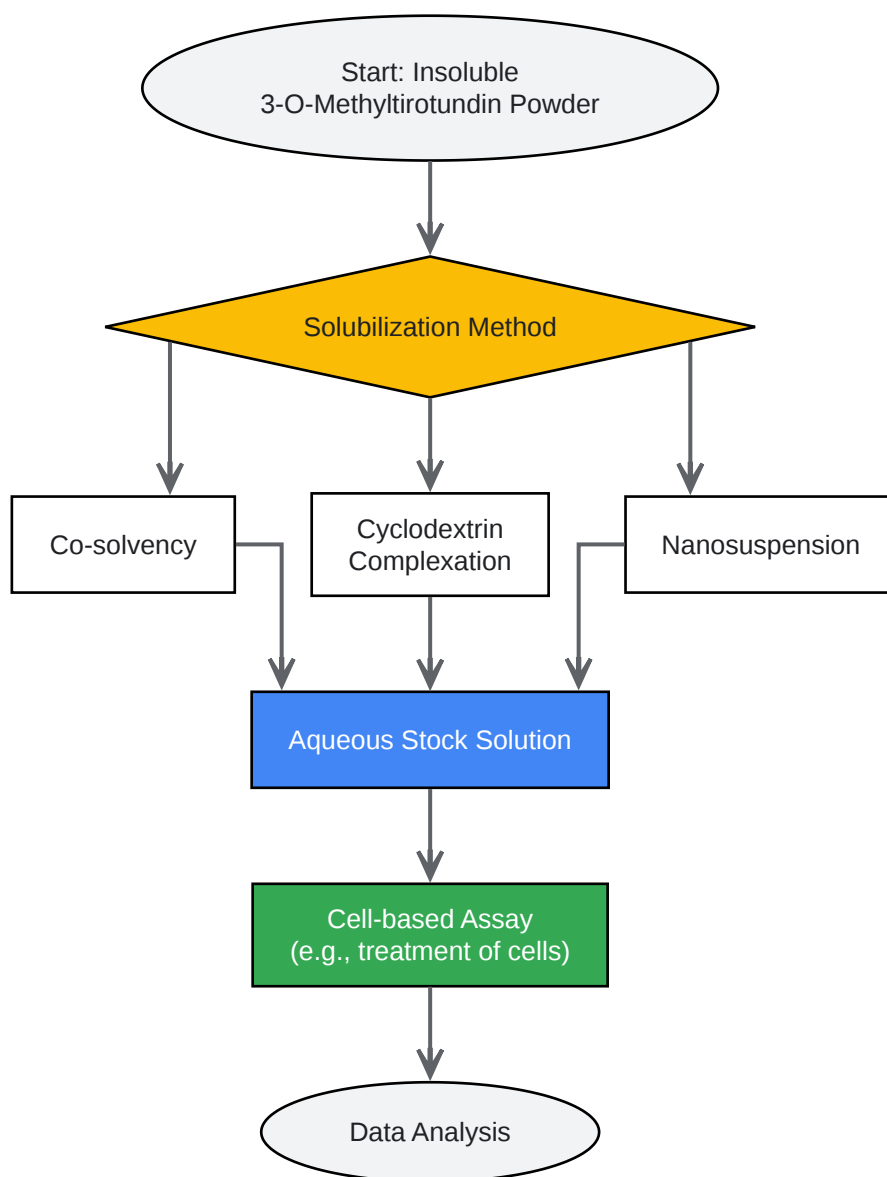 Start: Insoluble
3-O-Methyltirotundin Powder
Solubilization Method
Co-solvency
Cyclodextrin
Complexation
Nanosuspension
Aqueous Stock Solution
Cell-based Assay
(e.g., treatment of cells)
Data Analysis